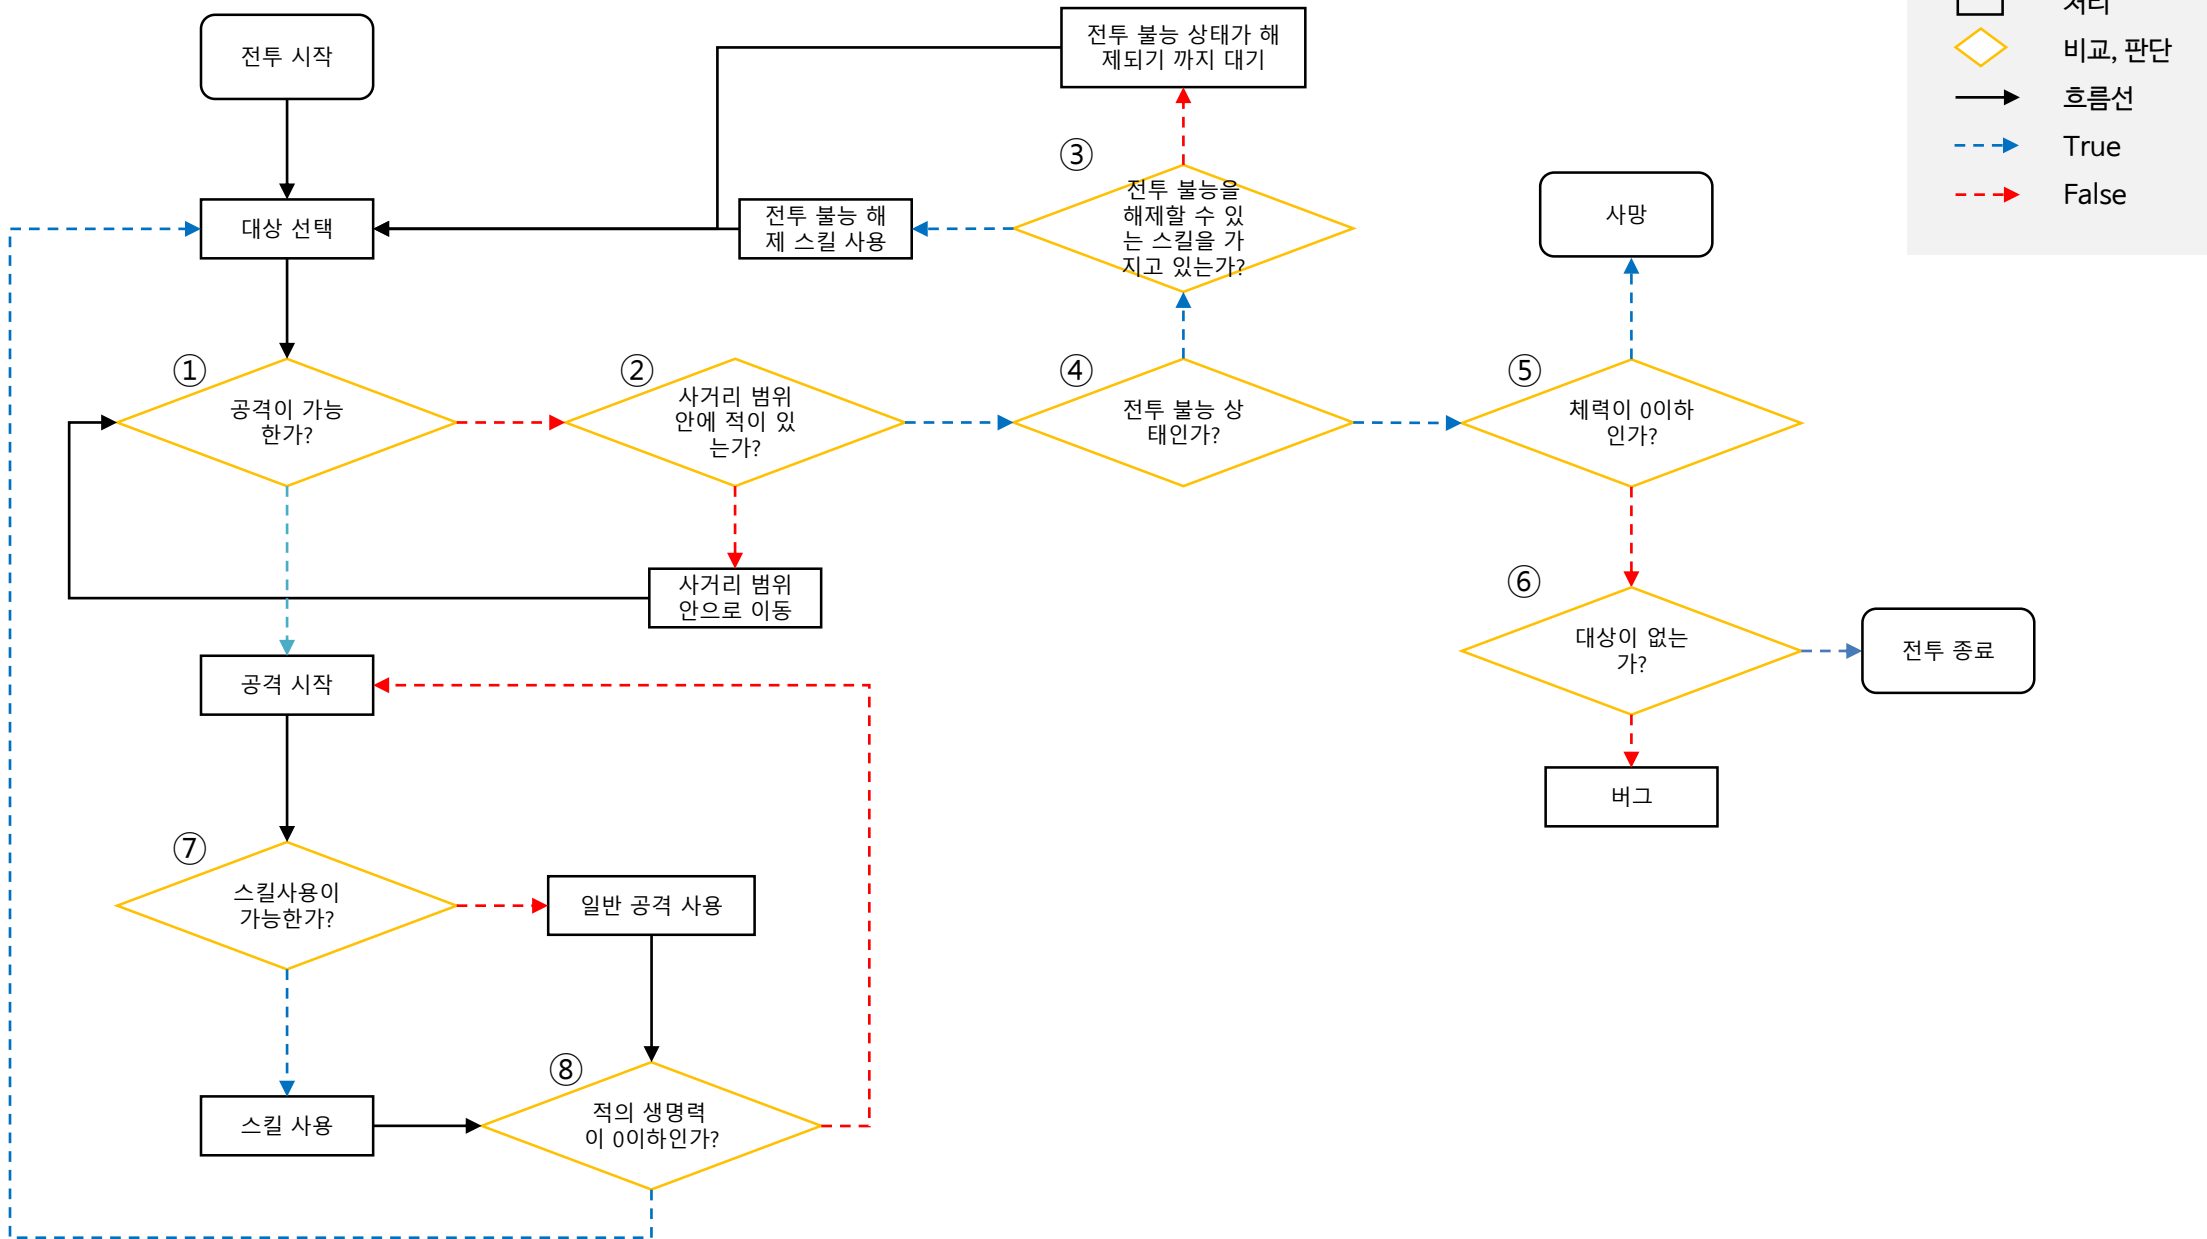 전투 시작
전투 불능 상태가 해
제되기 까지 대기
처리
비교, 판단
흐름선
True
False
③
전투 불능을
해제할 수 있
는 스킬을 가
지고 있는가?
전투 불능 해
제 스킬 사용
대상 선택
사망
①
공격이 가능
한가?
②
사거리 범위
안에 적이 있
는가?
④
전투 불능 상
태인가?
⑤
체력이 0이하
인가?
사거리 범위
안으로 이동
⑥
대상이 없는
가?
전투 종료
공격 시작
버그
⑦
스킬사용이
가능한가?
일반 공격 사용
⑧
적의 생명력
이 0이하인가?
스킬 사용